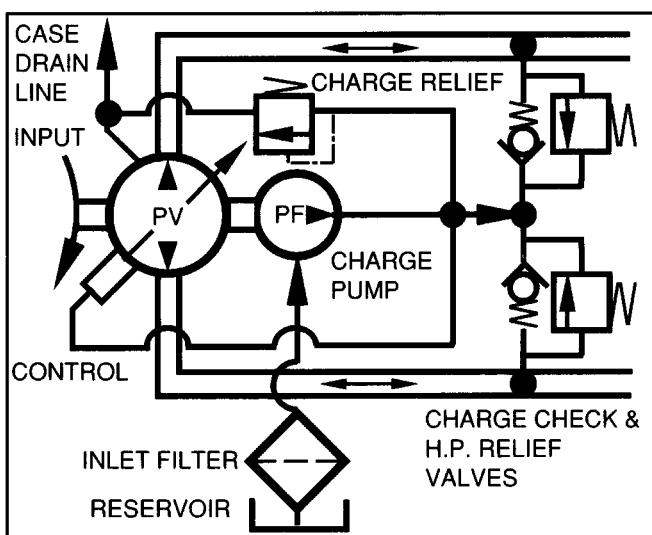 CASE
DRAIN
LINE
CHARGE RELIEF
INPUT
PV
PF
CHARGE
PUMP
CONTROL
CHARGE CHECK &
H.P. RELIEF
VALVES
INLET FILTER
RESERVOIR